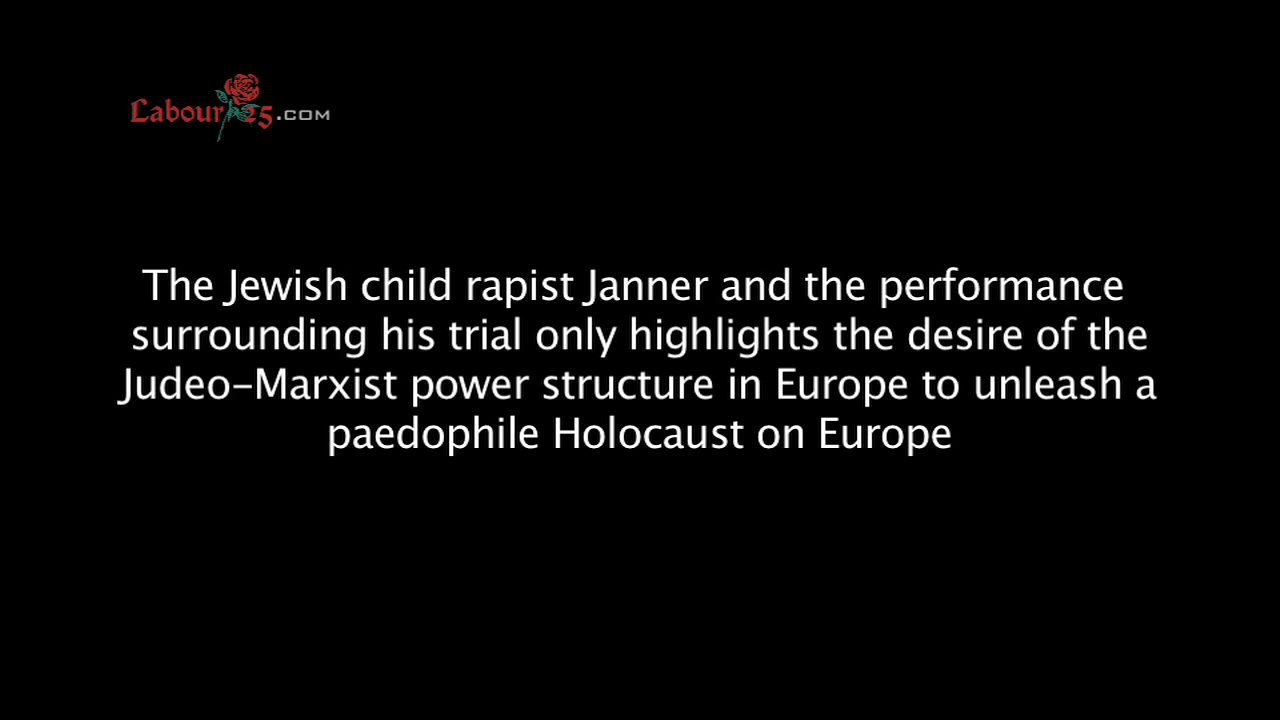 Labour25.com
The Jewish child rapist Janner and the performance
surrounding his trial only highlights the desire of the
Judeo-Marxist power structure in Europe to unleash a
paedophile Holocaust on Europe